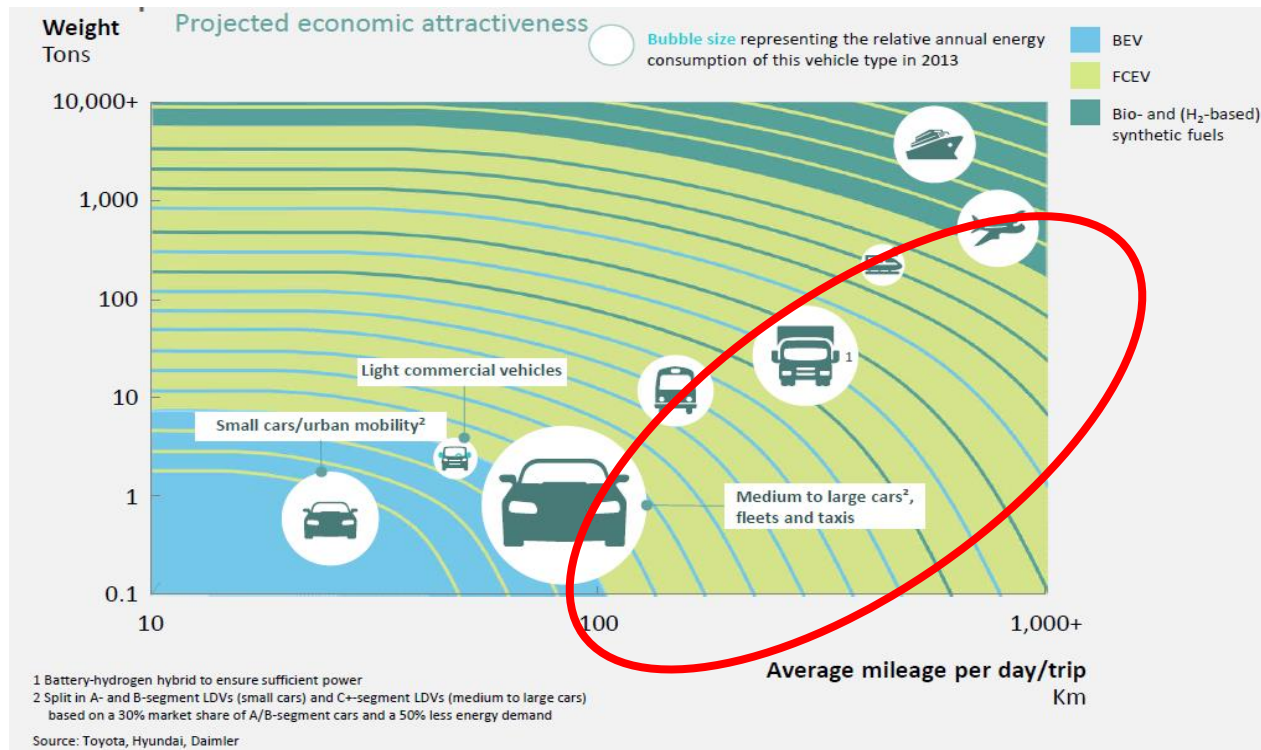 Weight
Tons
Projected economic attractiveness
Bubble size representing the relative annual energy
consumption of this vehicle type in 2013
BEV
FCEV
Bio- and (H₂-based)
synthetic fuels
10,000+
1,000
100
10
1
0.1
Light commercial vehicles
Small cars/urban mobility²
1
Medium to large cars²,
fleets and taxis
10
100
1,000+
Average mileage per day/trip
Km
1 Battery-hydrogen hybrid to ensure sufficient power
2 Split in A- and B-segment LDVs (small cars) and C+-segment LDVs (medium to large cars)
based on a 30% market share of A/B-segment cars and a 50% less energy demand
Source: Toyota, Hyundai, Daimler